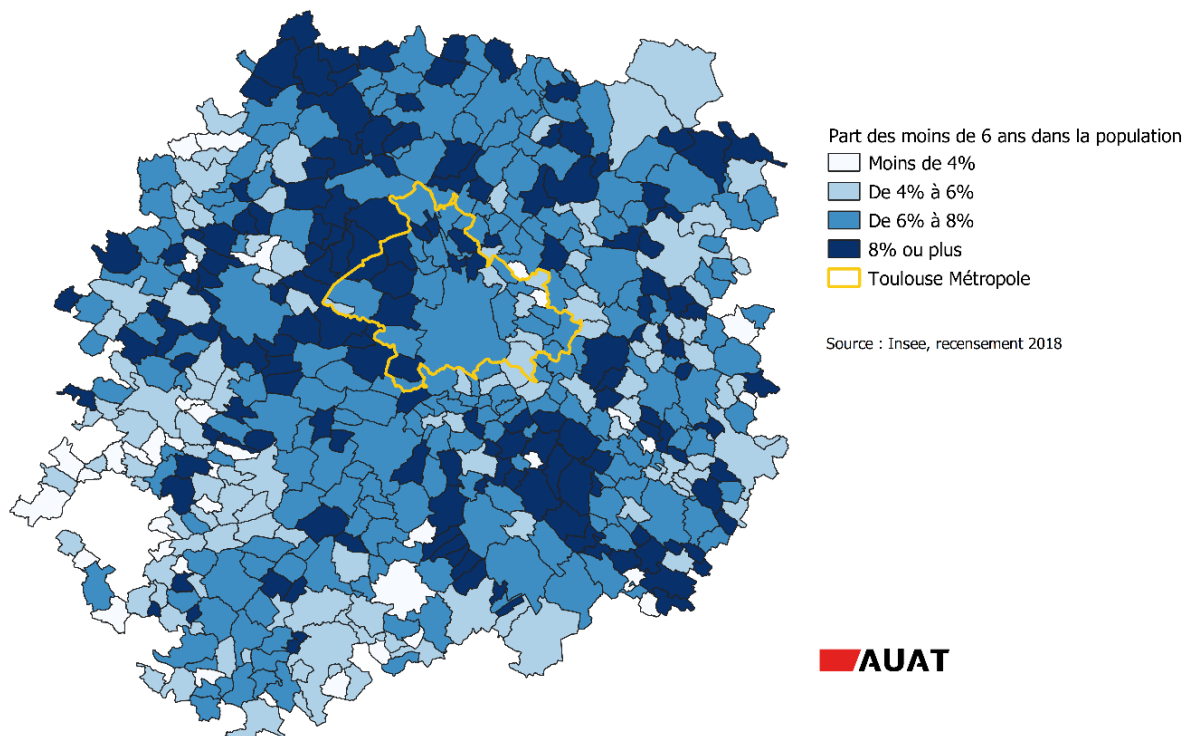 Part des moins de 6 ans dans la population
Moins de 4%
De 4% à 6%
De 6% à 8%
8% ou plus
Toulouse Métropole
Source : Insee, recensement 2018
AUAT